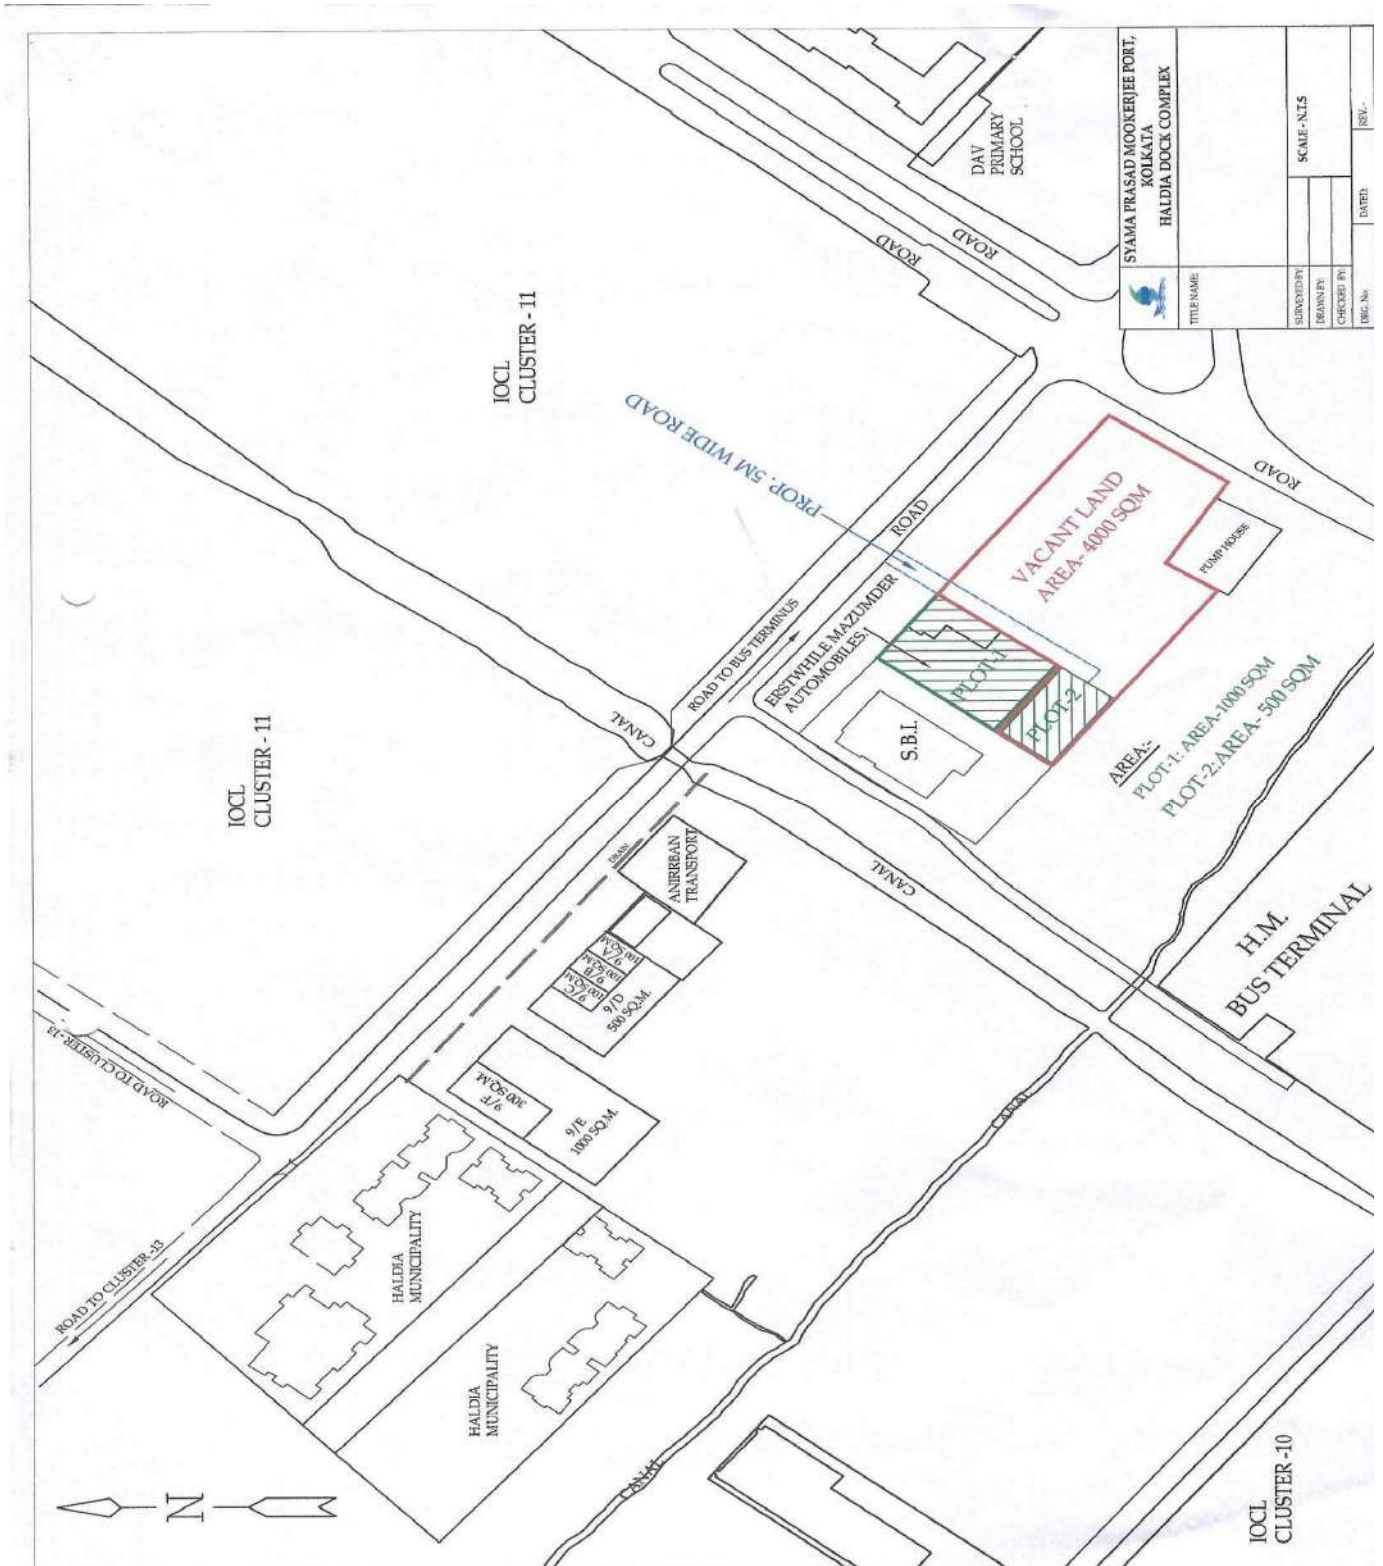 SYAMA PRASAD MOOKERJEE PORT,
KOLKATA
HALDIA DOCK COMPLEX
TITLE NAME:
SURVEYED BY:
DRAWN BY:
CHECKED BY:
SCALE - N.T.S
DRG. No:
DATED:
REV.-
DAV
PRIMARY
SCHOOL
ROAD
ROAD
IOCL
CLUSTER - 11
PROP. 5M WIDE ROAD
ROAD
ROAD
VACANT LAND
AREA- 4000 SQM
PUMP HOUSE
ERSTWHILE MAZUMDER
AUTOMOBILES.
PLOT-1
PLOT-2
S.B.I.
AREA:-
PLOT-1: AREA-1000 SQM
PLOT-2: AREA- 500 SQM
ROAD TO BUS TERMINUS
CANAL
IOCL
CLUSTER - 11
DRAIN
ANIRRBAN
TRANSPORT
CANAL
9/A
100 SQ.M
9/B
100 SQ.M
9/C
100 SQ.M
9/D
500 SQ.M.
H.M.
BUS TERMINAL
9/F
300 SQ.M.
9/E
1000 SQ.M.
ROAD TO CLUSTER -13
ROAD TO CLUSTER -13
CANAL
HALDIA
MUNICIPALITY
HALDIA
MUNICIPALITY
CANAL
N
IOCL
CLUSTER -10